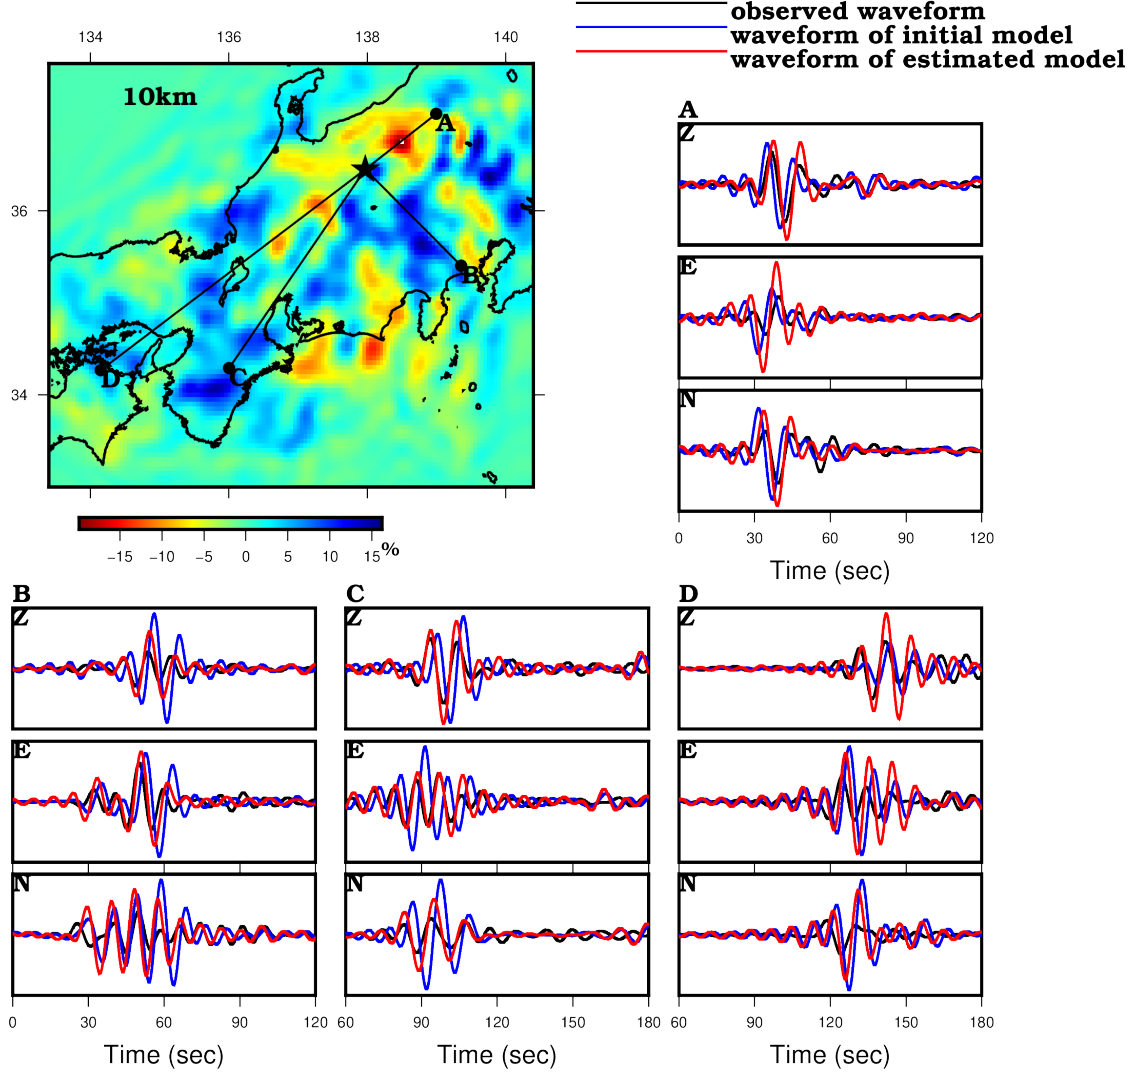 observed waveform
waveform of initial model
waveform of estimated model
134 136 138 140
10km
A
B
C
D
36
34
−15 −10 −5 0 5 10 15 %
A
Z
E
N
0 30 60 90 120
Time (sec)
B
Z
E
N
0 30 60 90 120
Time (sec)
C
Z
E
N
60 90 120 150 180
Time (sec)
D
Z
E
N
60 90 120 150 180
Time (sec)